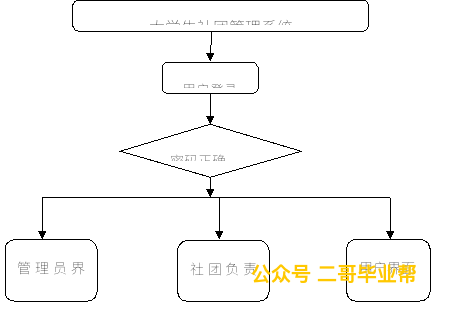 大学生社团管理系统
用户登录
密码正确
管理员界
社团负责
用户界面
公众号 二哥毕业帮